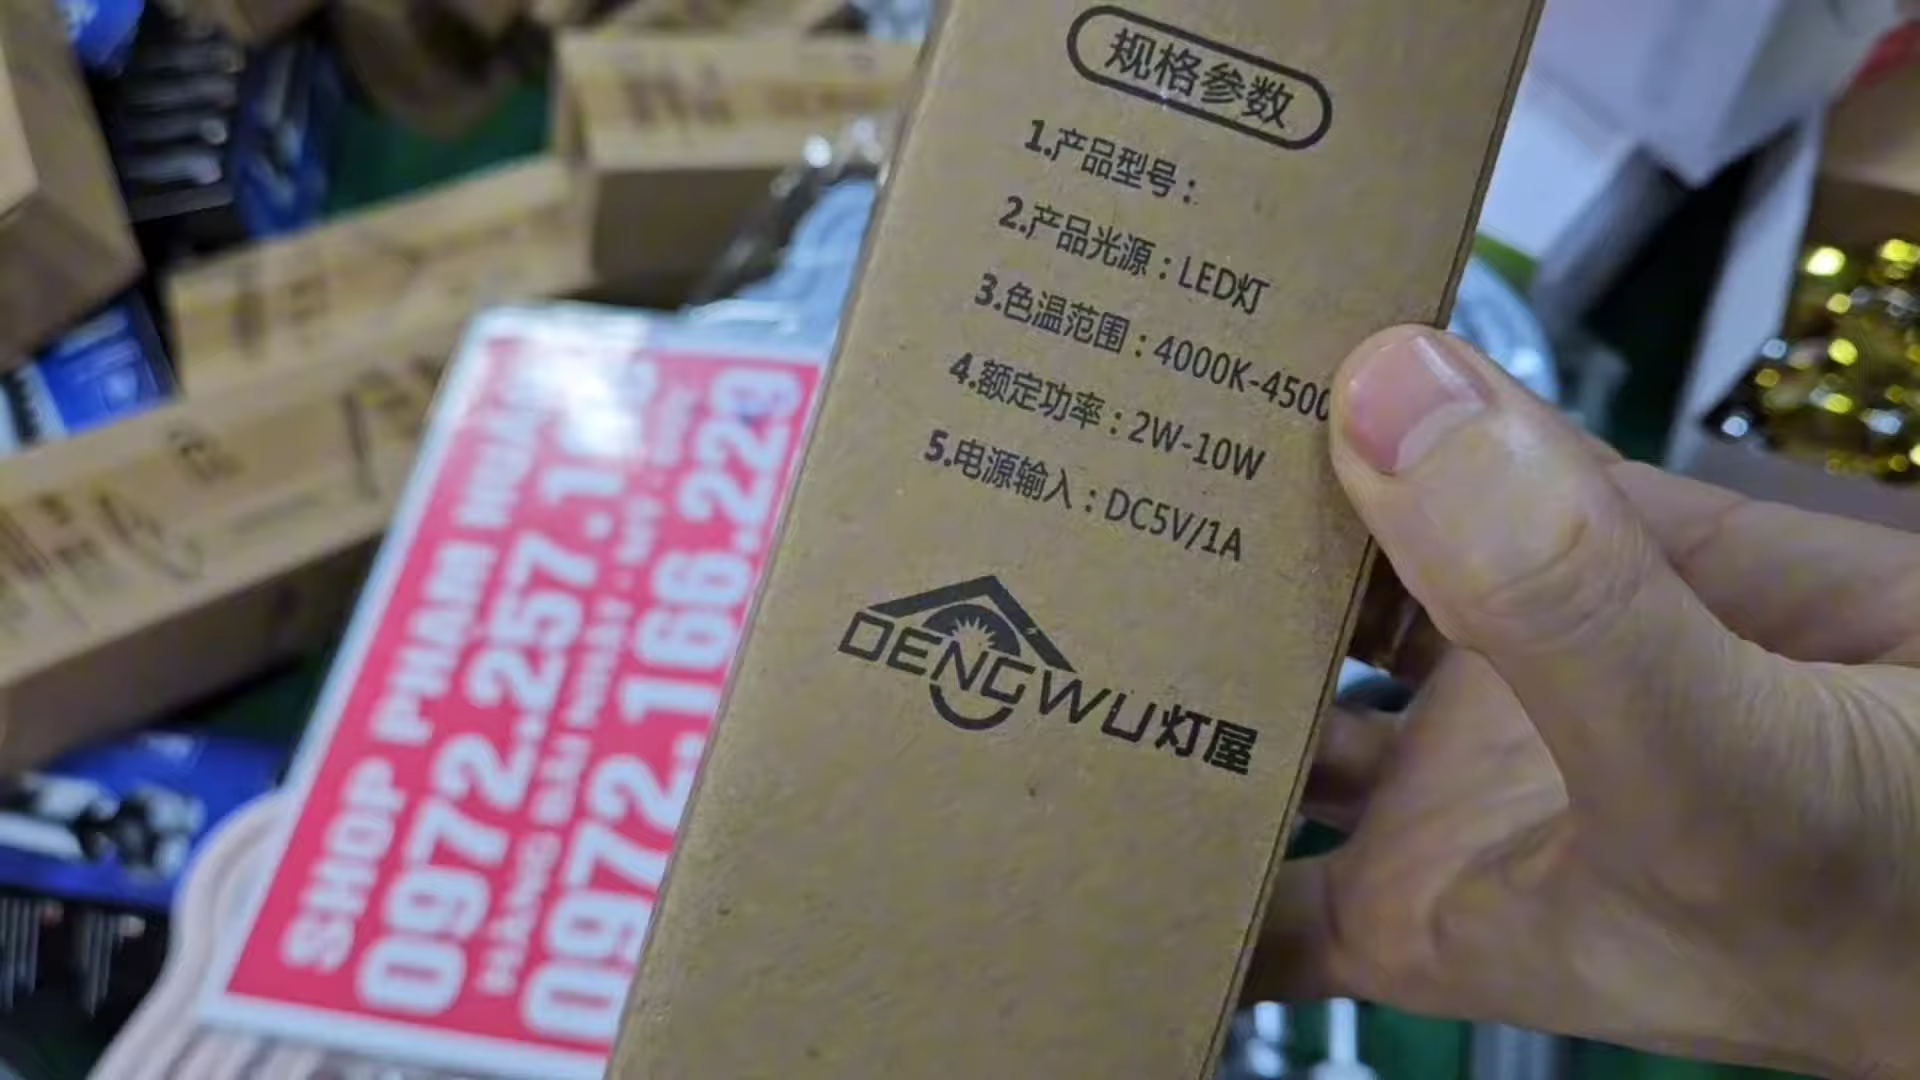 规格参数
1.产品型号：
2.产品光源：LED灯
3.色温范围：4000K-4500
4.额定功率：2W-10W
5.电源输入：DC5V/1A
DENGWU灯屋
SHOP PHAM
0972.257.1
0972.166.223